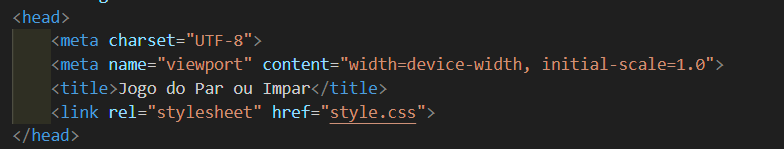 <head>
<meta charset="UTF-8">
<meta name="viewport" content="width=device-width, initial-scale=1.0">
<title>Jogo do Par ou Impar</title>
<link rel="stylesheet" href="style.css">
</head>